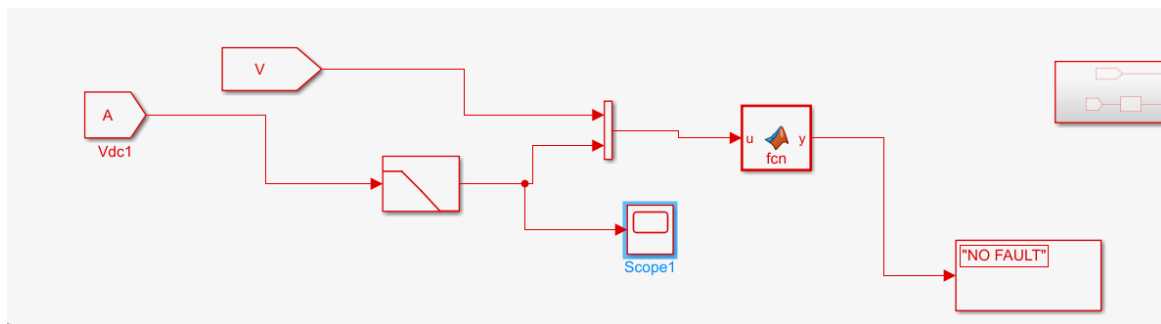 V
A
Vdc1
u
y
fcn
Scope1
"NO FAULT"